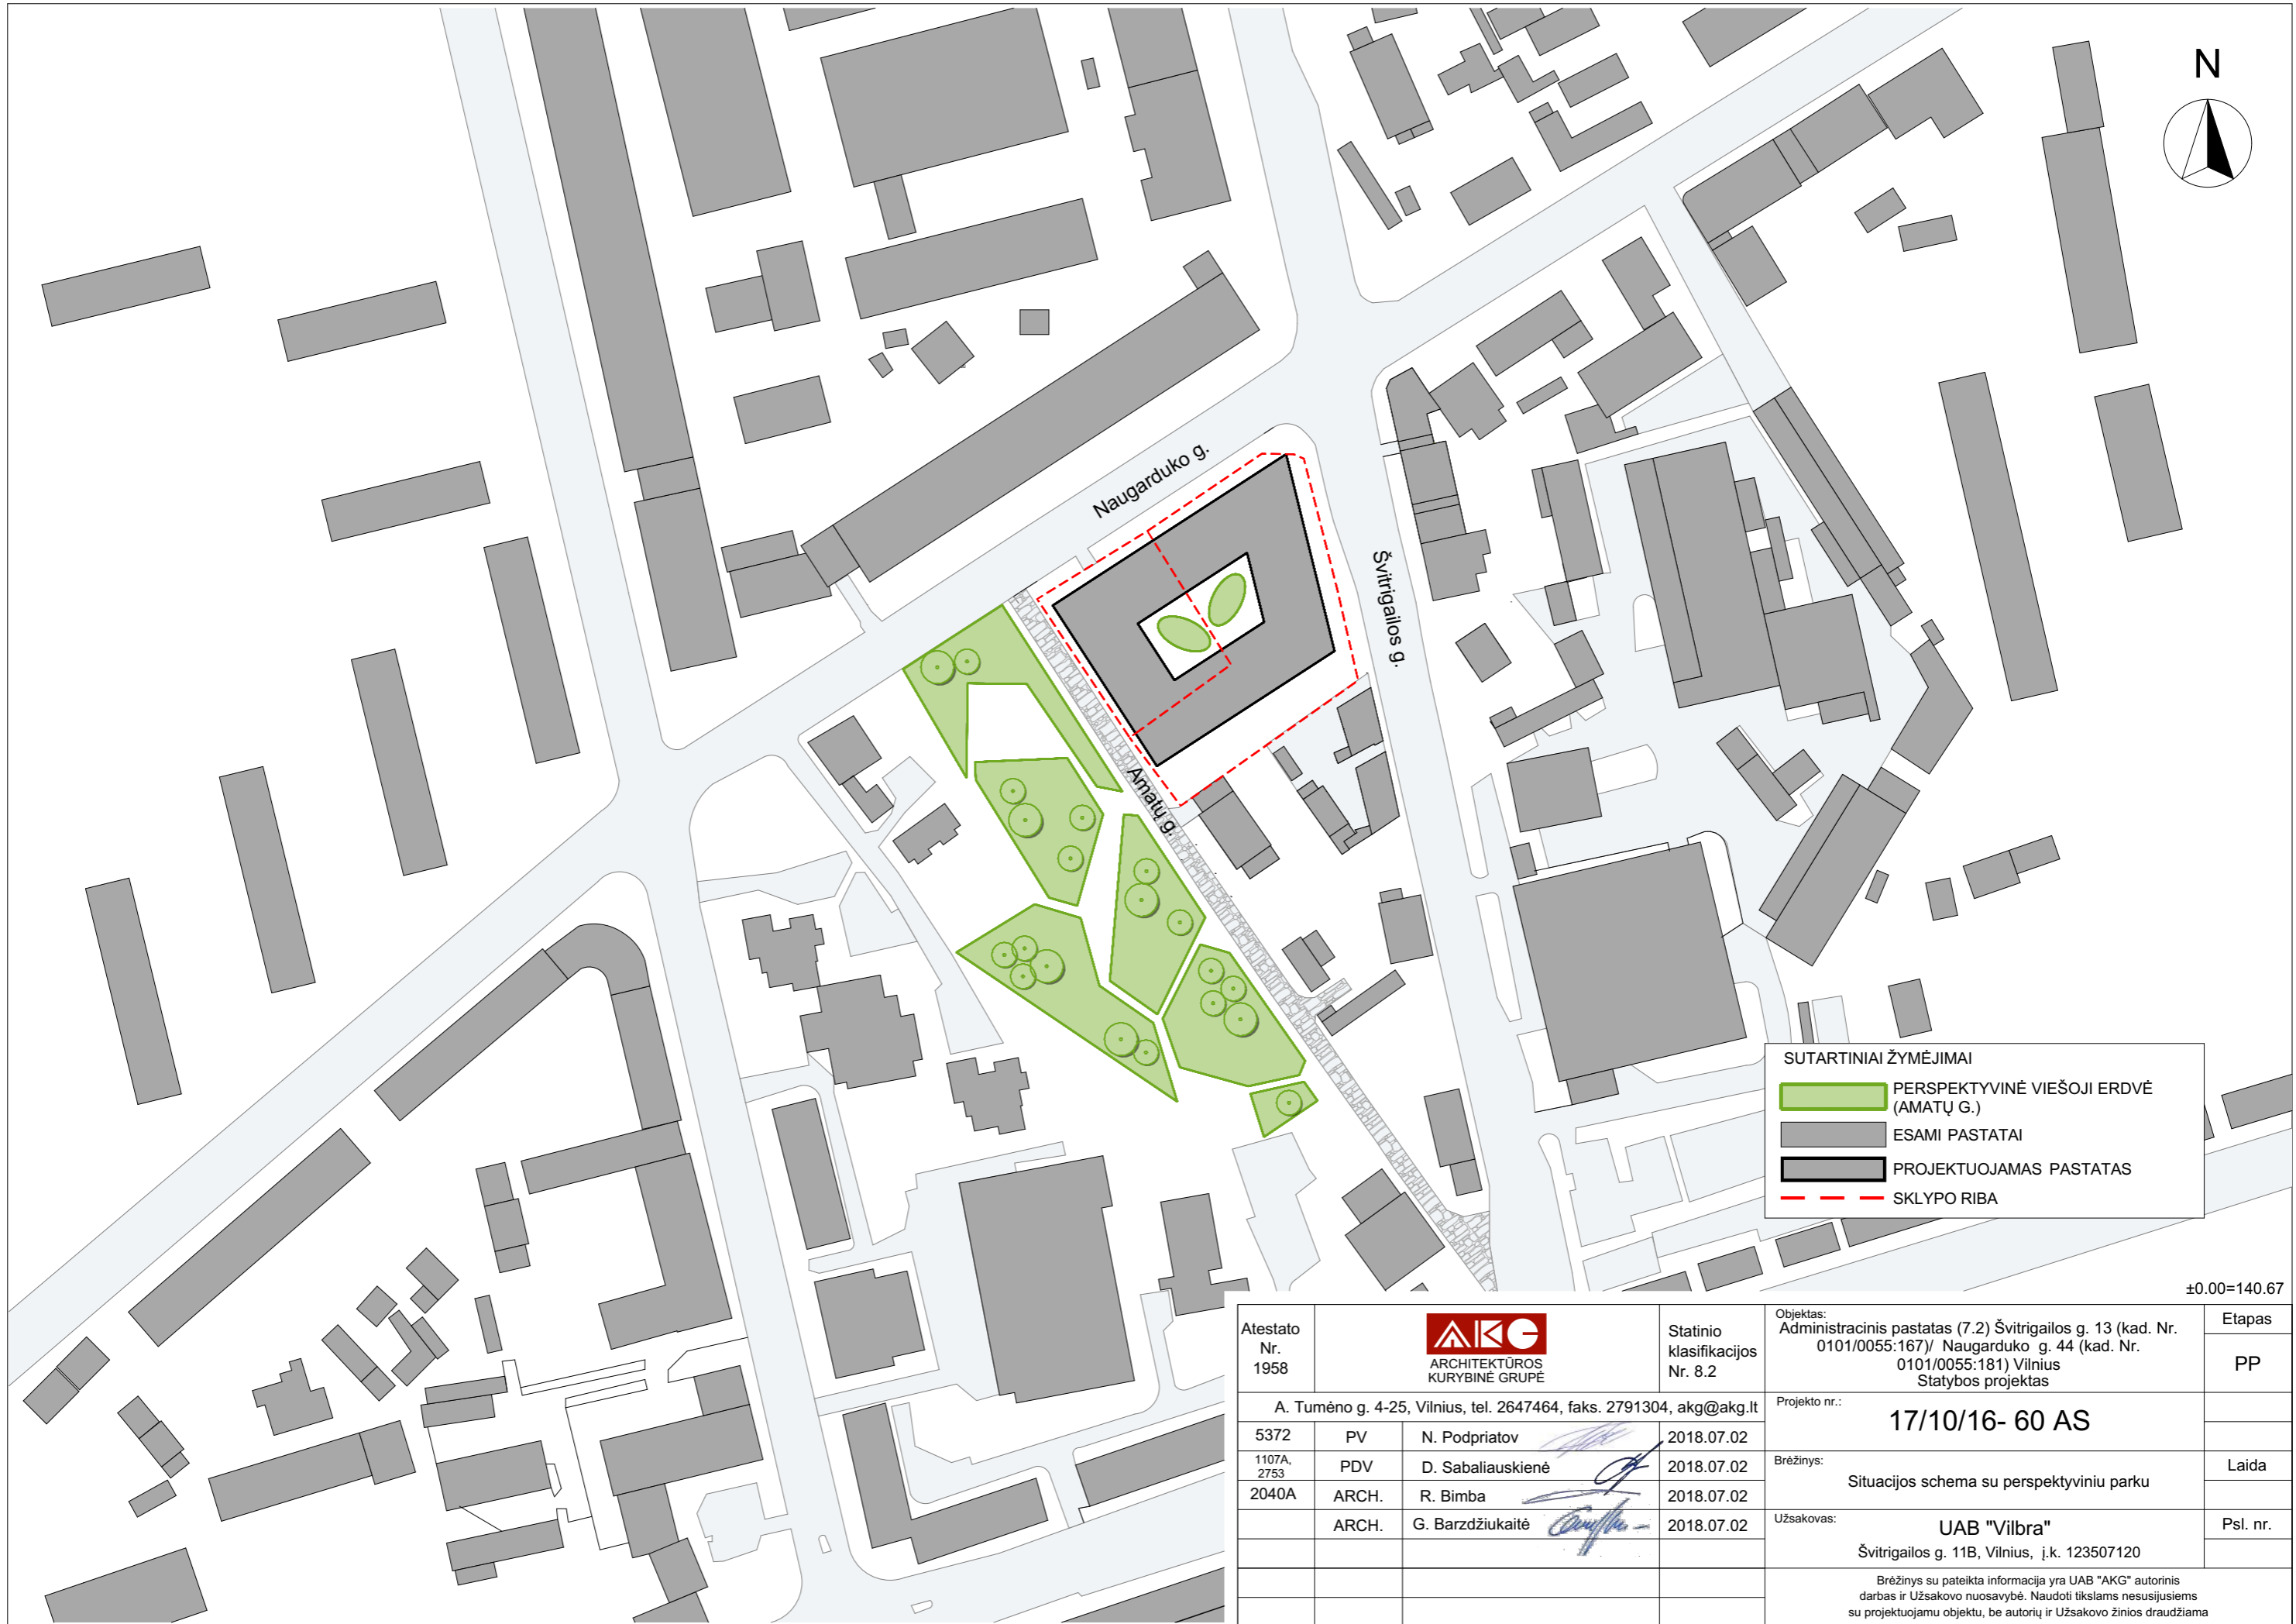 N
Naugarduko g.
Švitrigailos g.
Amatų g.
SUTARTINIAI ŽYMĖJIMAI
PERSPEKTYVINĖ VIEŠOJI ERDVĖ
(AMATŲ G.)
ESAMI PASTATAI
PROJEKTUOJAMAS PASTATAS
SKLYPO RIBA
±0.00=140.67
Atestato
Nr.
1958
AKG
ARCHITEKTŪROS
KURYBINĖ GRUPĖ
Statinio
klasifikacijos
Nr. 8.2
Objektas:
Administracinis pastatas (7.2) Švitrigailos g. 13 (kad. Nr.
0101/0055:167)/ Naugarduko g. 44 (kad. Nr.
0101/0055:181) Vilnius
Statybos projektas
Etapas
PP
A. Tumėno g. 4-25, Vilnius, tel. 2647464, faks. 2791304, akg@akg.lt
Projekto nr.:
17/10/16- 60 AS
5372 PV N. Podpriatov 2018.07.02
1107A,
2753
PDV D. Sabaliauskienė 2018.07.02
2040A ARCH. R. Bimba 2018.07.02
ARCH. G. Barzdžiukaitė 2018.07.02
Brėžinys:
Situacijos schema su perspektyviniu parku
Laida
Užsakovas:
UAB "Vilbra"
Švitrigailos g. 11B, Vilnius, į.k. 123507120
Psl. nr.
Brėžinys su pateikta informacija yra UAB "AKG" autorinis
darbas ir Užsakovo nuosavybė. Naudoti tikslams nesusijusiems
su projektuojamu objektu, be autorių ir Užsakovo žinios draudžiama